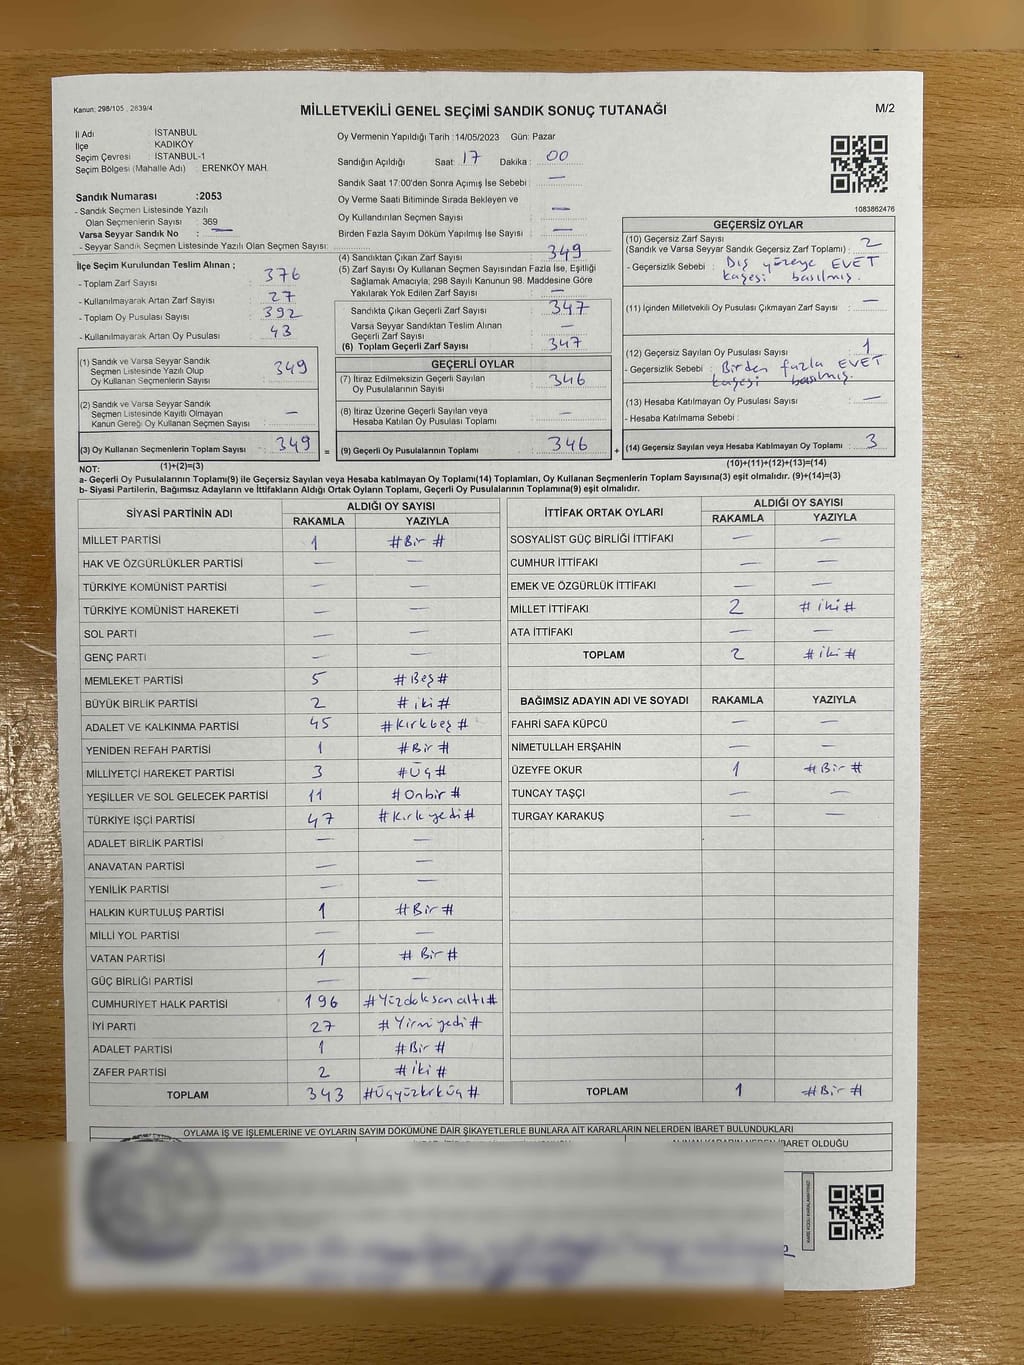 Kanun: 298/105 , 2839/4
MİLLETVEKİLİ GENEL SEÇİMİ SANDIK SONUÇ TUTANAĞI
M/2
İl Adı : İSTANBUL
İlçe : KADIKÖY
Seçim Çevresi : İSTANBUL-1
Seçim Bölgesi (Mahalle Adı) : ERENKÖY MAH.
Sandık Numarası :2053
- Sandık Seçmen Listesinde Yazılı
Olan Seçmenlerin Sayısı : 369
Varsa Seyyar Sandık No : —
- Seyyar Sandık Seçmen Listesinde Yazılı Olan Seçmen Sayısı:
Oy Vermenin Yapıldığı Tarih :14/05/2023 Gün: Pazar
Sandığın Açıldığı Saat: 17 Dakika : 00
Sandık Saat 17:00'den Sonra Açımış İse Sebebi : —
Oy Verme Saati Bitiminde Sırada Bekleyen ve —
Oy Kullandırılan Seçmen Sayısı :
Birden Fazla Sayım Döküm Yapılmış İse Sayısı : —
1083862476
İlçe Seçim Kurulundan Teslim Alınan ;
- Toplam Zarf Sayısı : 376
- Kullanılmayarak Artan Zarf Sayısı : 27
- Toplam Oy Pusulası Sayısı : 392
- Kullanılmayarak Artan Oy Pusulası : 43
(1) Sandık ve Varsa Seyyar Sandık
Seçmen Listesinde Yazılı Olup
Oy Kullanan Seçmenlerin Sayısı : 349
(2) Sandık ve Varsa Seyyar Sandık
Seçmen Listesinde Kayıtlı Olmayan
Kanun Gereği Oy Kullanan Seçmen Sayısı : —
(3) Oy Kullanan Seçmenlerin Toplam Sayısı : 349
(1)+(2)=(3)
(4) Sandıktan Çıkan Zarf Sayısı : 349
(5) Zarf Sayısı Oy Kullanan Seçmen Sayısından Fazla İse, Eşitliği
Sağlamak Amacıyla; 298 Sayılı Kanunun 98. Maddesine Göre
Yakılarak Yok Edilen Zarf Sayısı : —
Sandıkta Çıkan Geçerli Zarf Sayısı : 347
Varsa Seyyar Sandıktan Teslim Alınan
Geçerli Zarf Sayısı : —
(6) Toplam Geçerli Zarf Sayısı : 347
GEÇERLİ OYLAR
(7) İtiraz Edilmeksizin Geçerli Sayılan
Oy Pusulalarının Sayısı : 346
(8) İtiraz Üzerine Geçerli Sayılan veya
Hesaba Katılan Oy Pusulası Toplamı : —
= (9) Geçerli Oy Pusulalarının Toplamı : 346
GEÇERSİZ OYLAR
(10) Geçersiz Zarf Sayısı
(Sandık ve Varsa Seyyar Sandık Geçersiz Zarf Toplamı) : 2
- Geçersizlik Sebebi : Dış yüzeye EVET
kaşesi basılmış.
(11) İçinden Milletvekili Oy Pusulası Çıkmayan Zarf Sayısı : —
(12) Geçersiz Sayılan Oy Pusulası Sayısı : 1
- Geçersizlik Sebebi : Birden fazla EVET
kaşesi basılmış.
(13) Hesaba Katılmayan Oy Pusulası Sayısı : —
- Hesaba Katılmama Sebebi :
+ (14) Geçersiz Sayılan veya Hesaba Katılmayan Oy Toplamı : 3
(10)+(11)+(12)+(13)=(14)
NOT:
a- Geçerli Oy Pusulalarının Toplamı(9) ile Geçersiz Sayılan veya Hesaba katılmayan Oy Toplamı(14) Toplamları, Oy Kullanan Seçmenlerin Toplam Sayısına(3) eşit olmalıdır. (9)+(14)=(3)
b- Siyasi Partilerin, Bağımsız Adayların ve İttifakların Aldığı Ortak Oyların Toplamı, Geçerli Oy Pusulalarının Toplamına(9) eşit olmalıdır.
SİYASİ PARTİNİN ADI ALDIĞI OY SAYISI
RAKAMLA YAZIYLA
MİLLET PARTİSİ 1 #Bir #
HAK VE ÖZGÜRLÜKLER PARTİSİ — —
TÜRKİYE KOMÜNİST PARTİSİ — —
TÜRKİYE KOMÜNİST HAREKETİ — —
SOL PARTİ — —
GENÇ PARTİ — —
MEMLEKET PARTİSİ 5 #Beş#
BÜYÜK BİRLİK PARTİSİ 2 # iki#
ADALET VE KALKINMA PARTİSİ 45 #Kırkbeş #
YENİDEN REFAH PARTİSİ 1 #Bir #
MİLLİYETÇİ HAREKET PARTİSİ 3 #Üç#
YEŞİLLER VE SOL GELECEK PARTİSİ 11 #Onbir #
TÜRKİYE İŞÇİ PARTİSİ 47 #Kırkyedi#
ADALET BİRLİK PARTİSİ — —
ANAVATAN PARTİSİ — —
YENİLİK PARTİSİ — —
HALKIN KURTULUŞ PARTİSİ 1 #Bir #
MİLLİ YOL PARTİSİ — —
VATAN PARTİSİ 1 # Bir #
GÜÇ BİRLİĞİ PARTİSİ — —
CUMHURİYET HALK PARTİSİ 196 #Yüzdoksanaltı#
İYİ PARTİ 27 # Yirmiyedi #
ADALET PARTİSİ 1 #Bir #
ZAFER PARTİSİ 2 #iki #
TOPLAM 343 #Üçyüzkırküç #
İTTİFAK ORTAK OYLARI ALDIĞI OY SAYISI
RAKAMLA YAZIYLA
SOSYALİST GÜÇ BİRLİĞİ İTTİFAKI — —
CUMHUR İTTİFAKI — —
EMEK VE ÖZGÜRLÜK İTTİFAKI — —
MİLLET İTTİFAKI 2 # iki #
ATA İTTİFAKI — —
TOPLAM 2 # iki #
BAĞIMSIZ ADAYIN ADI VE SOYADI RAKAMLA YAZIYLA
FAHRİ SAFA KÜPCÜ — —
NİMETULLAH ERŞAHİN — —
ÜZEYFE OKUR 1 #Bir #
TUNCAY TAŞÇI — —
TURGAY KARAKUŞ — —
TOPLAM 1 #Bir #
OYLAMA İŞ VE İŞLEMLERİNE VE OYLARIN SAYIM DÖKÜMÜNE DAİR ŞİKAYETLERLE BUNLARA AİT KARARLARIN NELERDEN İBARET BULUNDUKLARI
ALINAN KARARIN NEDEN İBARET OLDUĞU